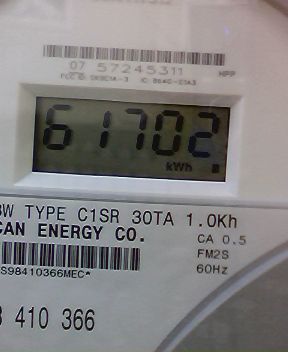 07 57245311
HPP
61702
kWh
W TYPE C1SR 30TA 1.0Kh
CAN ENERGY CO.
CA 0.5
FM2S
60Hz
S98410366MEC*
410 366